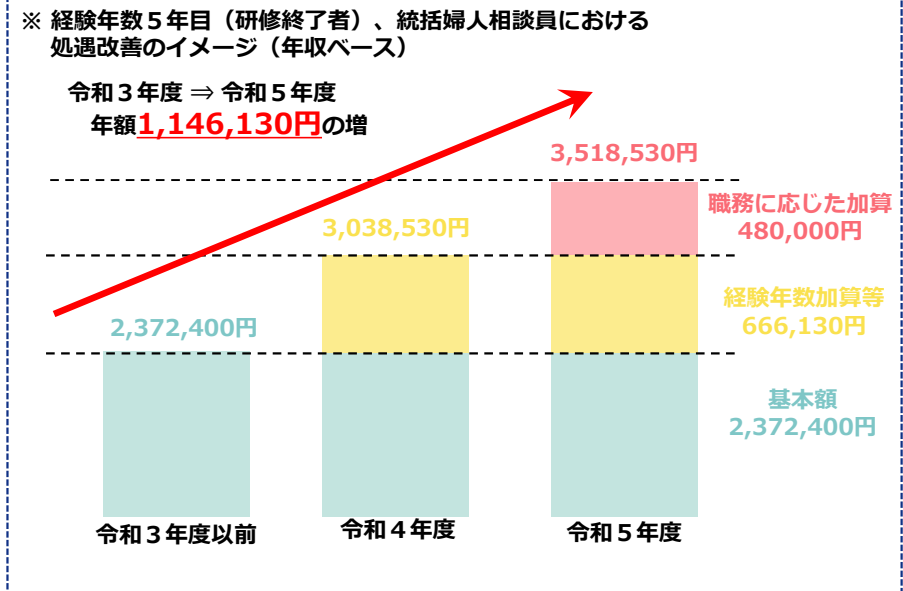 ※ 経験年数５年目（研修終了者）、統括婦人相談員における
処遇改善のイメージ（年収ベース）
令和３年度 ⇒ 令和５年度
年額1,146,130円の増
3,518,530円
職務に応じた加算
480,000円
3,038,530円
経験年数加算等
666,130円
2,372,400円
基本額
2,372,400円
令和３年度以前
令和４年度
令和５年度